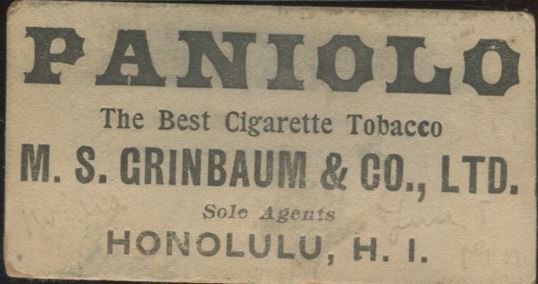 PANIOLO
The Best Cigarette Tobacco
M. S. GRINBAUM & CO., LTD.
Sole Agents
HONOLULU, H. I.